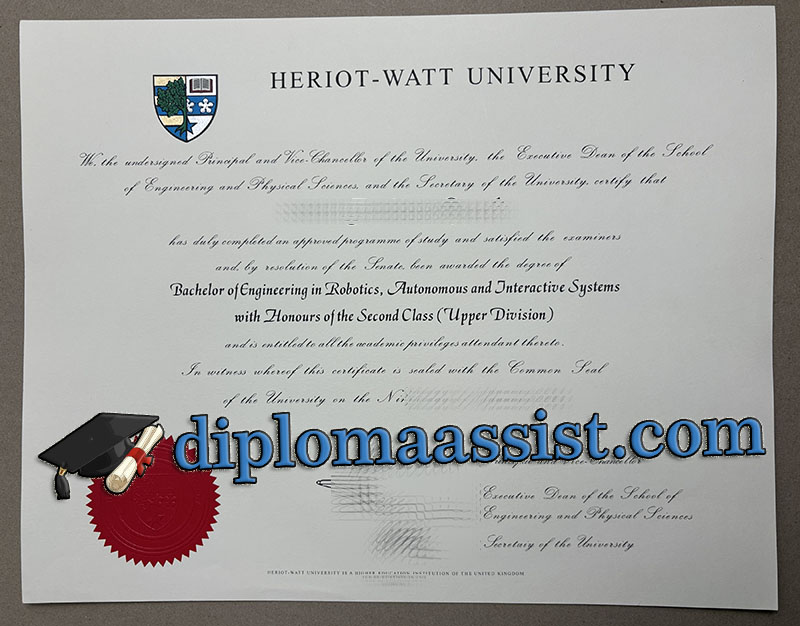 HERIOT-WATT UNIVERSITY
We, the undersigned Principal and Vice-Chancellor of the University, the Executive Dean of the School
of Engineering and Physical Sciences, and the Secretary of the University, certify that
has duly completed an approved programme of study and satisfied the examiners
and, by resolution of the Senate, been awarded the degree of
Bachelor of Engineering in Robotics, Autonomous and Interactive Systems
with Honours of the Second Class (Upper Division)
and is entitled to all the academic privileges attendant thereto.
In witness whereof this certificate is sealed with the Common Seal
of the University on the
diplomaassist.com
Principal and Vice-Chancellor
Executive Dean of the School of
Engineering and Physical Sciences
Secretary of the University
HERIOT-WATT UNIVERSITY IS A HIGHER EDUCATION INSTITUTION OF THE UNITED KINGDOM